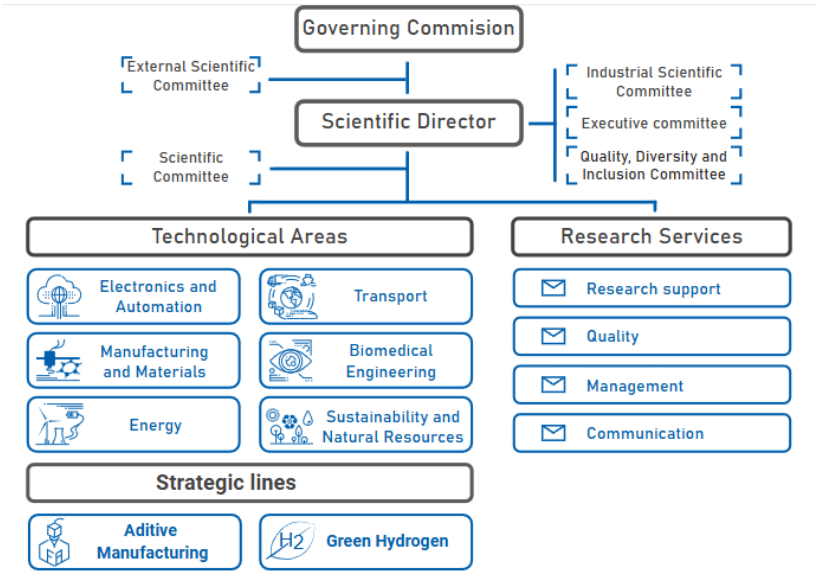 Governing Commision
External Scientific
Committee
Industrial Scientific
Committee
Scientific Director
Executive committee
Scientific
Committee
Quality, Diversity and
Inclusion Committee
Technological Areas
Research Services
Electronics and
Automation
Transport
Research support
Manufacturing
and Materials
Biomedical
Engineering
Quality
Energy
Sustainability and
Natural Resources
Management
Communication
Strategic lines
FA
Aditive
Manufacturing
H2
Green Hydrogen